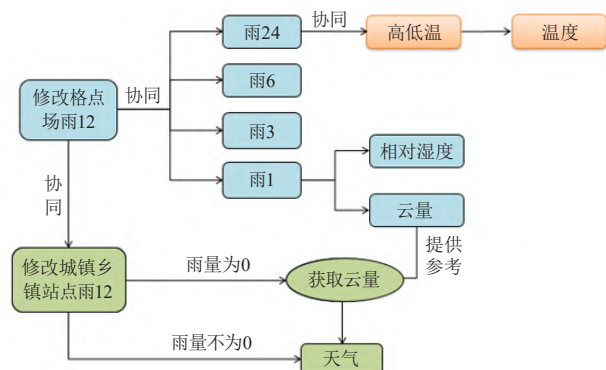 雨24
协同
高低温
温度
修改格点
场雨12
协同
雨6
雨3
雨1
相对湿度
云量
协
同
提供
参考
修改城镇乡
镇站点雨12
雨量为0
获取云量
雨量不为0
天气